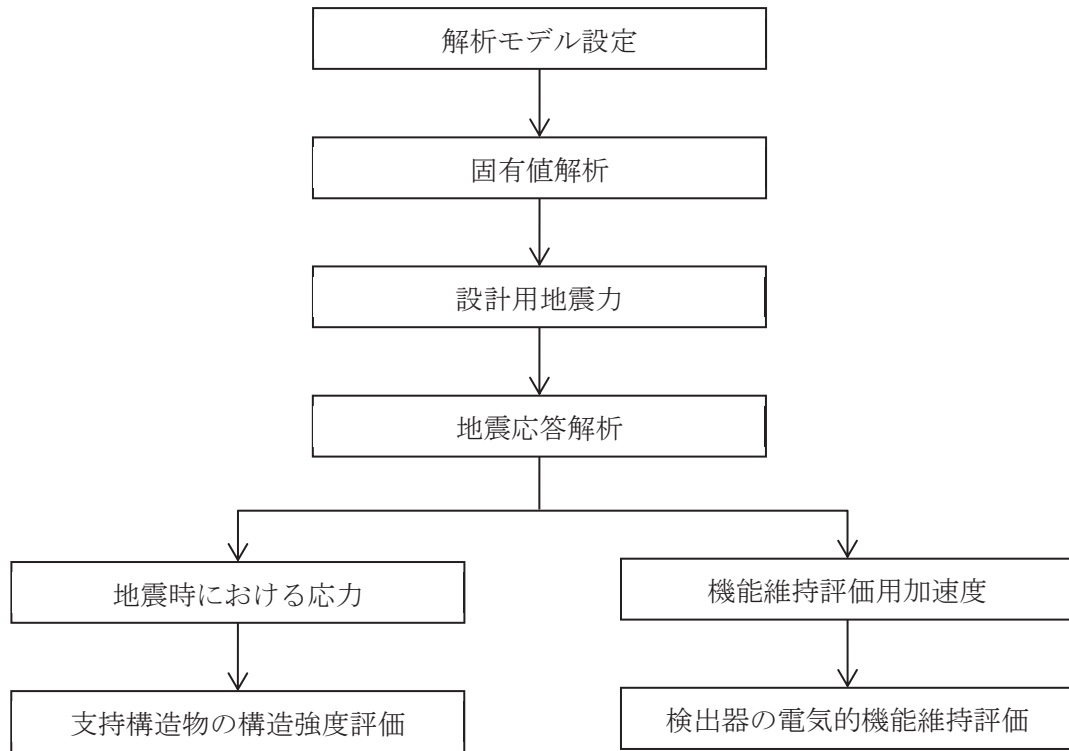 解析モデル設定
固有値解析
設計用地震力
地震応答解析
地震時における応力
機能維持評価用加速度
支持構造物の構造強度評価
検出器の電気的機能維持評価